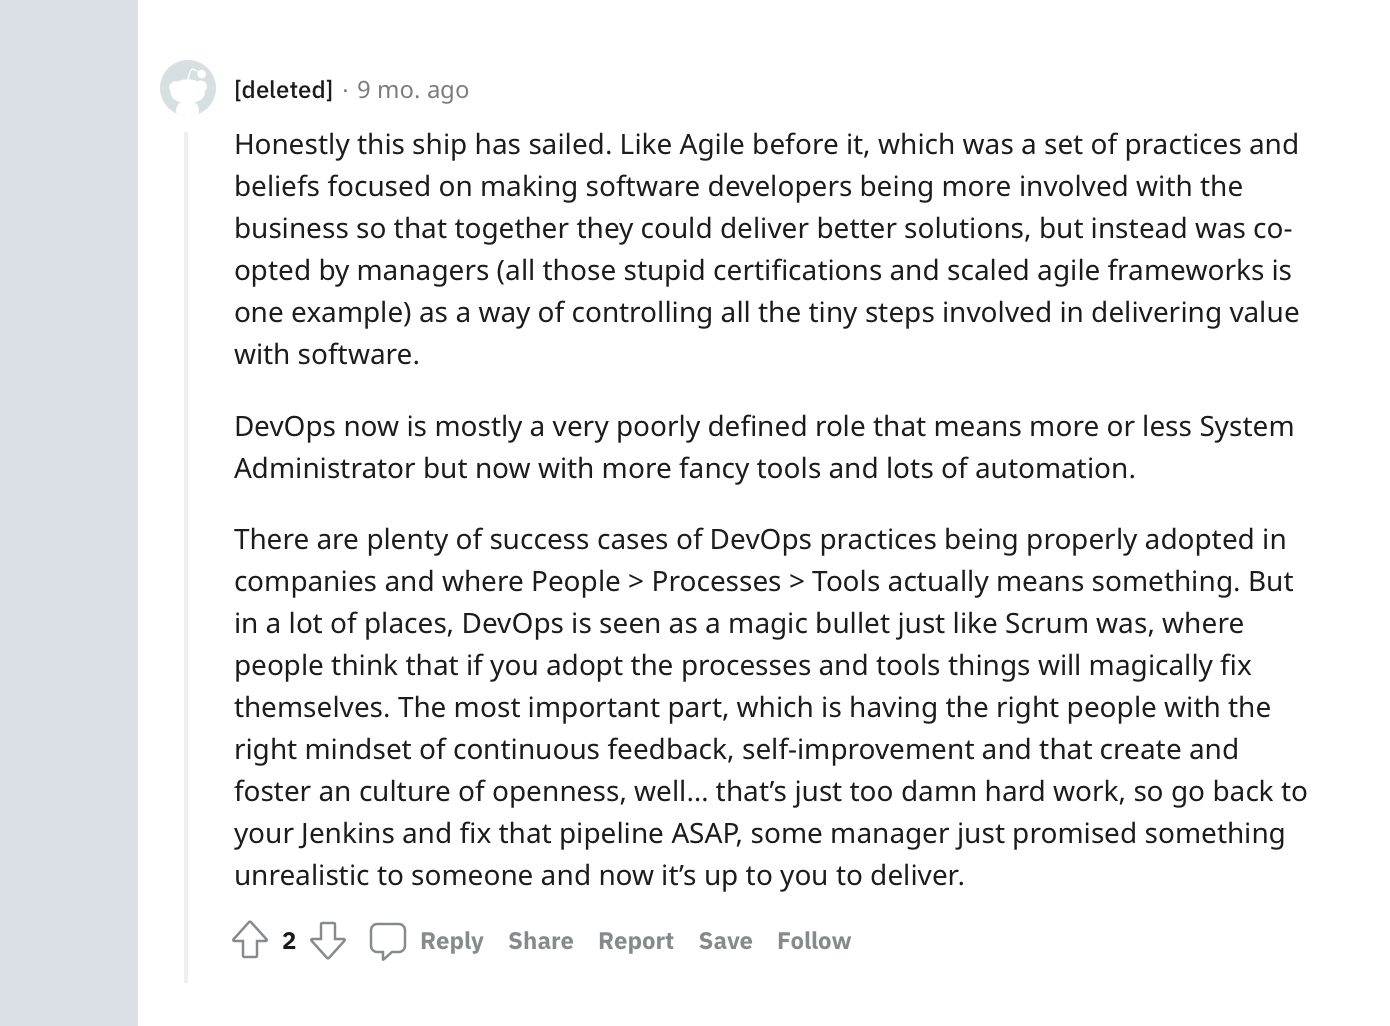 [deleted] · 9 mo. ago
Honestly this ship has sailed. Like Agile before it, which was a set of practices and
beliefs focused on making software developers being more involved with the
business so that together they could deliver better solutions, but instead was co-
opted by managers (all those stupid certifications and scaled agile frameworks is
one example) as a way of controlling all the tiny steps involved in delivering value
with software.
DevOps now is mostly a very poorly defined role that means more or less System
Administrator but now with more fancy tools and lots of automation.
There are plenty of success cases of DevOps practices being properly adopted in
companies and where People > Processes > Tools actually means something. But
in a lot of places, DevOps is seen as a magic bullet just like Scrum was, where
people think that if you adopt the processes and tools things will magically fix
themselves. The most important part, which is having the right people with the
right mindset of continuous feedback, self-improvement and that create and
foster an culture of openness, well... that’s just too damn hard work, so go back to
your Jenkins and fix that pipeline ASAP, some manager just promised something
unrealistic to someone and now it’s up to you to deliver.
2 Reply Share Report Save Follow